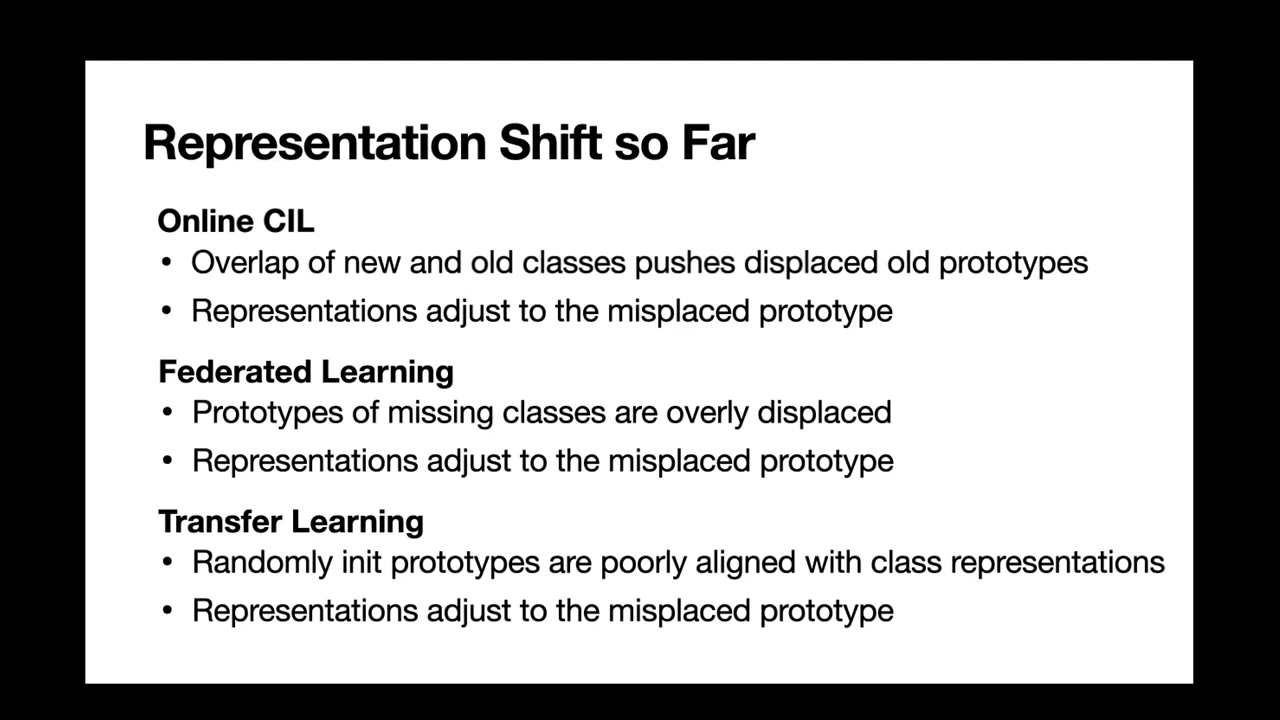 Representation Shift so Far
Online CIL
• Overlap of new and old classes pushes displaced old prototypes
• Representations adjust to the misplaced prototype
Federated Learning
• Prototypes of missing classes are overly displaced
• Representations adjust to the misplaced prototype
Transfer Learning
• Randomly init prototypes are poorly aligned with class representations
• Representations adjust to the misplaced prototype